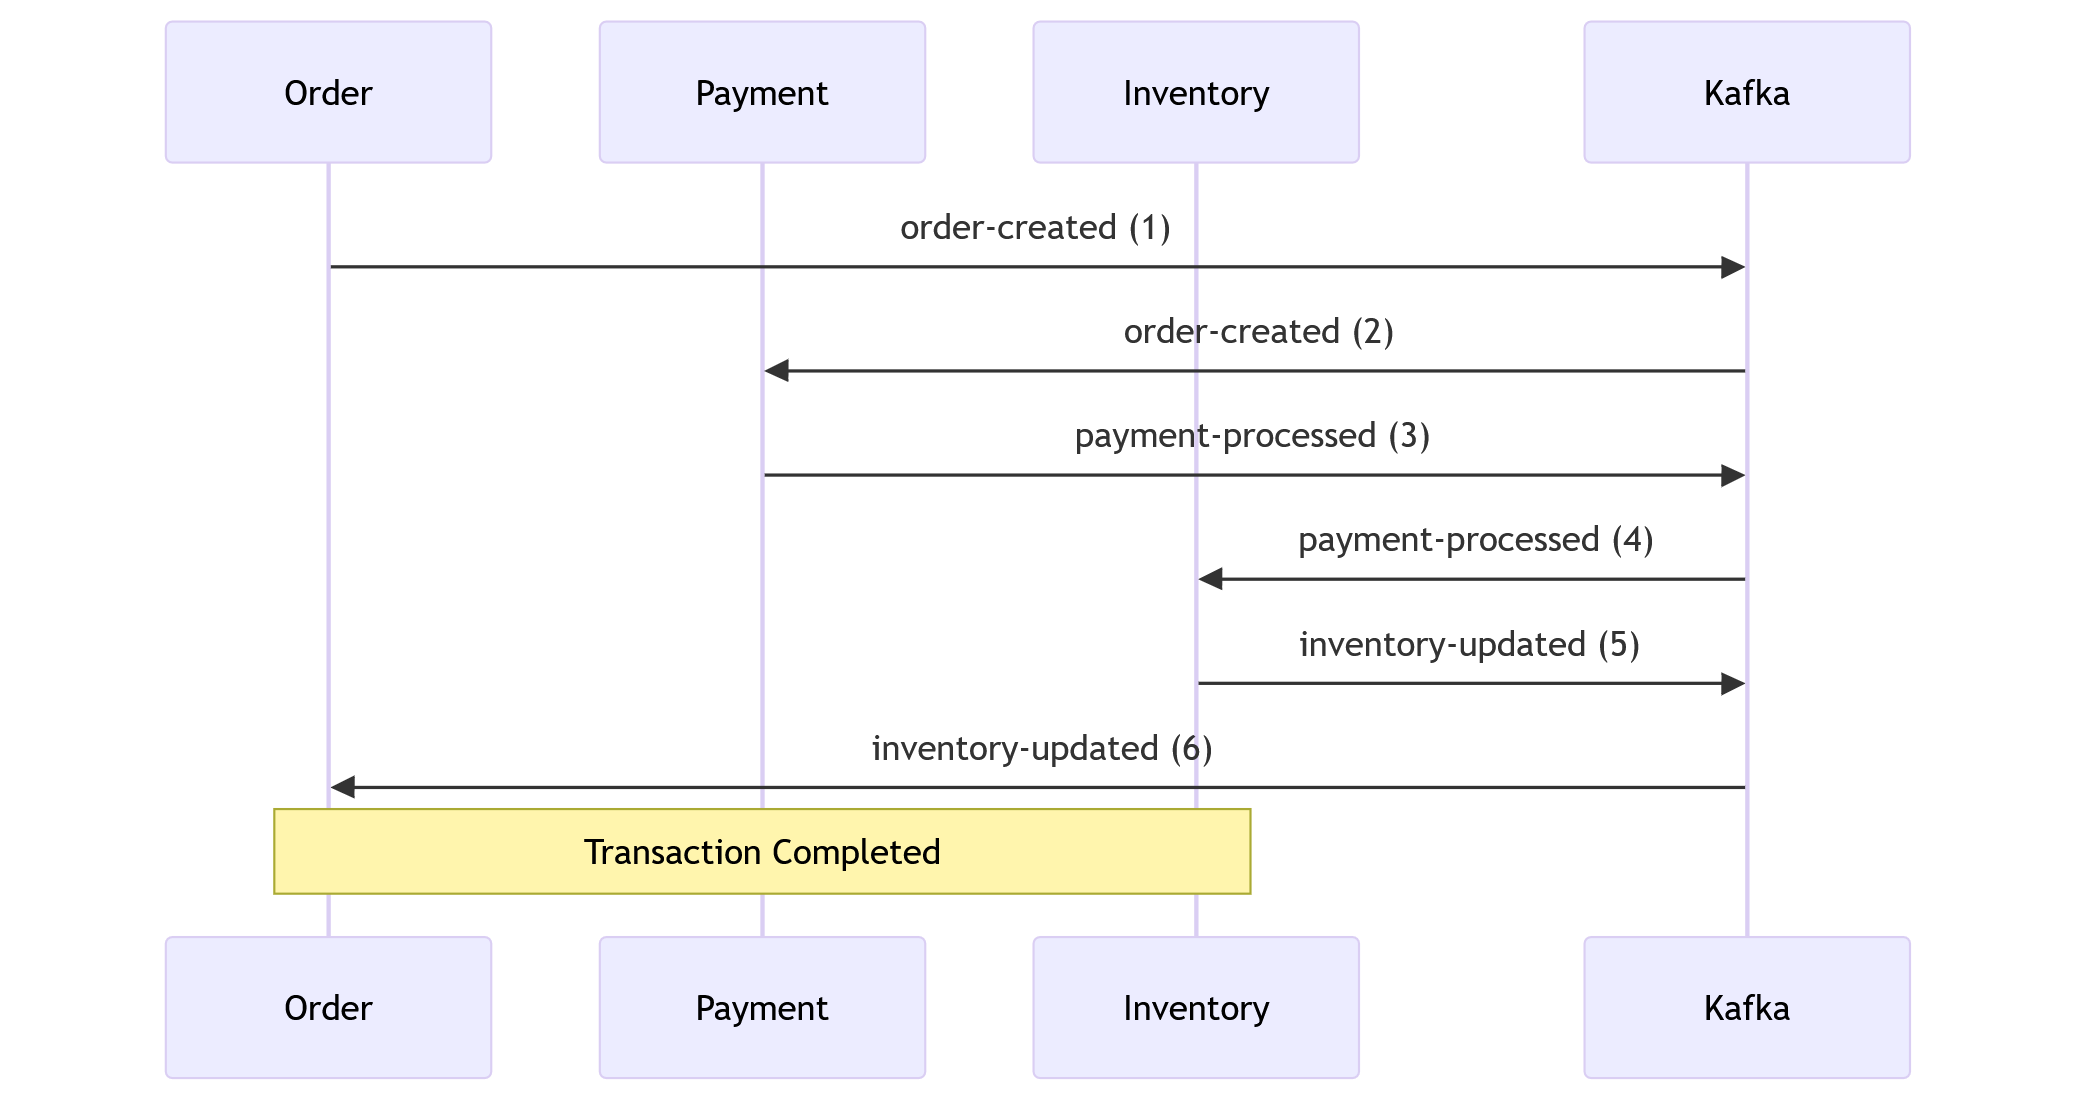 Order
Payment
Inventory
Kafka
order-created (1)
order-created (2)
payment-processed (3)
payment-processed (4)
inventory-updated (5)
inventory-updated (6)
Transaction Completed
Order
Payment
Inventory
Kafka